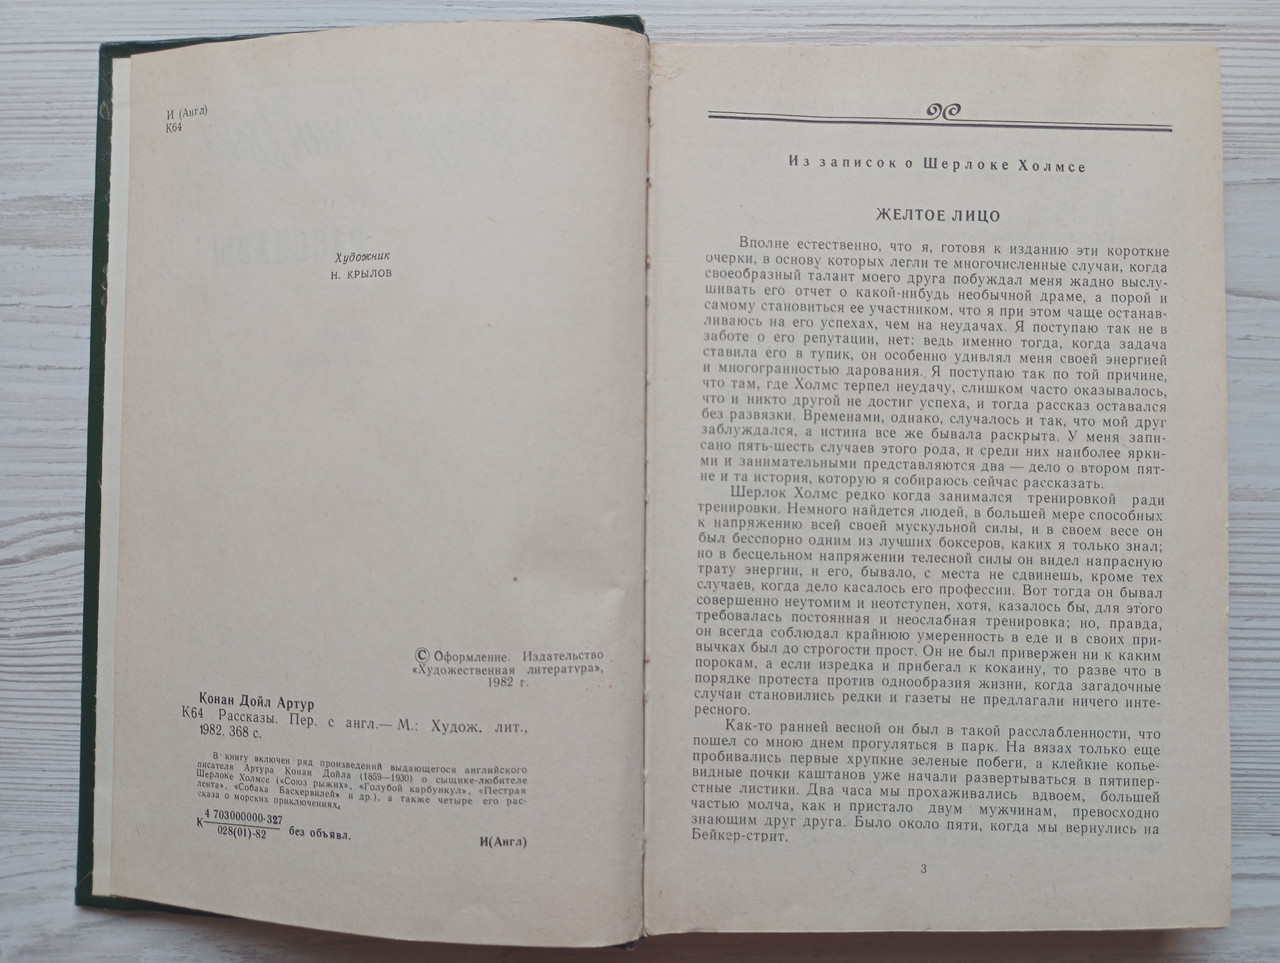 И (Англ)
К64
Художник
Н. КРЫЛОВ
© Оформление. Издательство
«Художественная литература»,
1982 г.
Конан Дойл Артур
К64 Рассказы. Пер. с англ.— М.: Худож. лит.,
1982. 368 с.
В книгу включен ряд произведений выдающегося английского
писателя Артура Конан Дойла (1859—1930) о сыщике-любителе
Шерлоке Холмсе («Союз рыжих», «Голубой карбункул», «Пестрая
лента», «Собака Баскервилей» и др.), а также четыре его рас-
сказа о морских приключениях.
К 4 703000000-327
028(01)-82 без объявл.
И(Англ)
Из записок о Шерлоке Холмсе
ЖЕЛТОЕ ЛИЦО
Вполне естественно, что я, готовя к изданию эти короткие
очерки, в основу которых легли те многочисленные случаи, когда
своеобразный талант моего друга побуждал меня жадно выслу-
шивать его отчет о какой-нибудь необычной драме, а порой и
самому становиться ее участником, что я при этом чаще останав-
ливаюсь на его успехах, чем на неудачах. Я поступаю так не в
заботе о его репутации, нет: ведь именно тогда, когда задача
ставила его в тупик, он особенно удивлял меня своей энергией
и многогранностью дарования. Я поступаю так по той причине,
что там, где Холмс терпел неудачу, слишком часто оказывалось,
что и никто другой не достиг успеха, и тогда рассказ оставался
без развязки. Временами, однако, случалось и так, что мой друг
заблуждался, а истина все же бывала раскрыта. У меня запи-
сано пять-шесть случаев этого рода, и среди них наиболее ярки-
ми и занимательными представляются два — дело о втором пят-
не и та история, которую я собираюсь сейчас рассказать.
Шерлок Холмс редко когда занимался тренировкой ради
тренировки. Немного найдется людей, в большей мере способных
к напряжению всей своей мускульной силы, и в своем весе он
был бесспорно одним из лучших боксеров, каких я только знал;
но в бесцельном напряжении телесной силы он видел напрасную
трату энергии, и его, бывало, с места не сдвинешь, кроме тех
случаев, когда дело касалось его профессии. Вот тогда он бывал
совершенно неутомим и неотступен, хотя, казалось бы, для этого
требовалась постоянная и неослабная тренировка; но, правда,
он всегда соблюдал крайнюю умеренность в еде и в своих при-
вычках был до строгости прост. Он не был привержен ни к каким
порокам, а если изредка и прибегал к кокаину, то разве что в
порядке протеста против однообразия жизни, когда загадочные
случаи становились редки и газеты не предлагали ничего инте-
ресного.
Как-то ранней весной он был в такой расслабленности, что
пошел со мною днем прогуляться в парк. На вязах только еще
пробивались первые хрупкие зеленые побеги, а клейкие копье-
видные почки каштанов уже начали развертываться в пятипер-
стные листики. Два часа мы прохаживались вдвоем, большей
частью молча, как и пристало двум мужчинам, превосходно
знающим друг друга. Было около пяти, когда мы вернулись на
Бейкер-стрит.
3